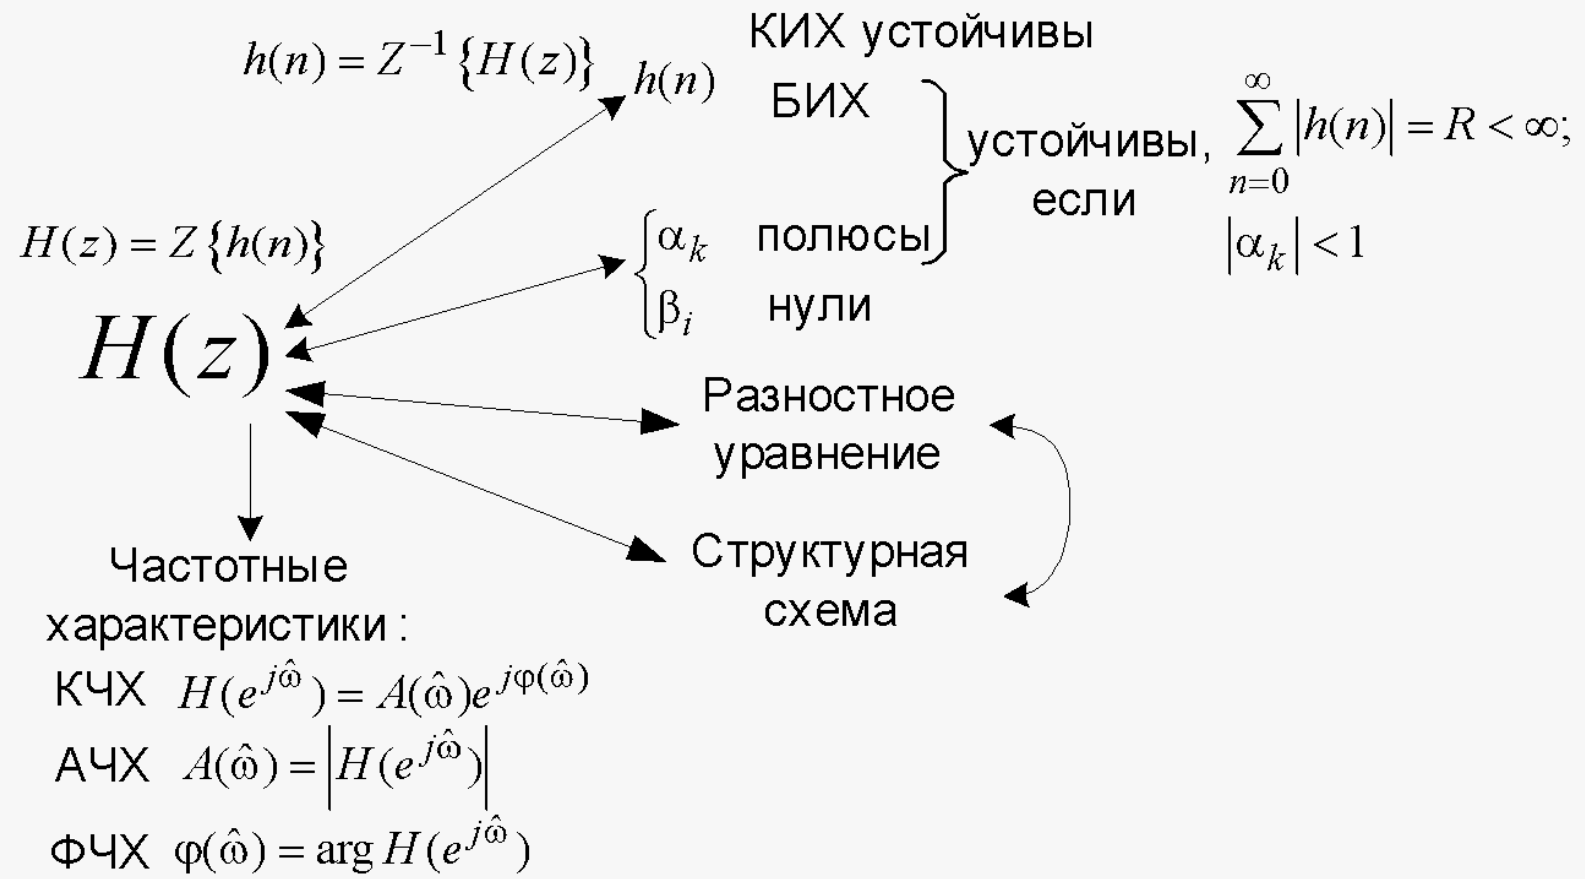 КИХ устойчивы
h(n) = Z⁻¹{H(z)} h(n) БИХ
устойчивы, если
∑_{n=0}^{∞} |h(n)| = R < ∞;
|α_k| < 1
H(z) = Z{h(n)}
α_k полюсы
β_i нули
H(z)
Разностное
уравнение
Структурная
схема
Частотные
характеристики :
КЧХ H(e^{jω̂}) = A(ω̂)e^{jφ(ω̂)}
АЧХ A(ω̂) = |H(e^{jω̂})|
ФЧХ φ(ω̂) = arg H(e^{jω̂})